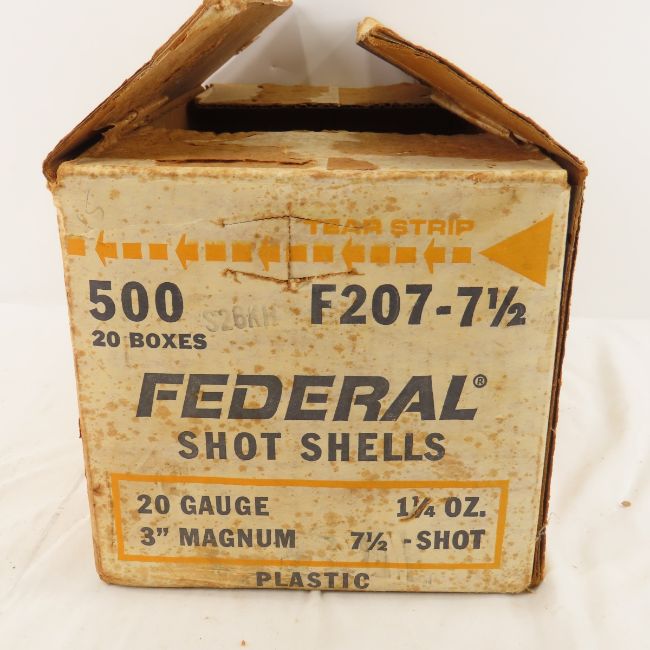 TEAR STRIP
500 F207-7½
S26KH
20 BOXES
FEDERAL®
SHOT SHELLS
20 GAUGE 1¼ OZ.
3” MAGNUM 7½ -SHOT
PLASTIC